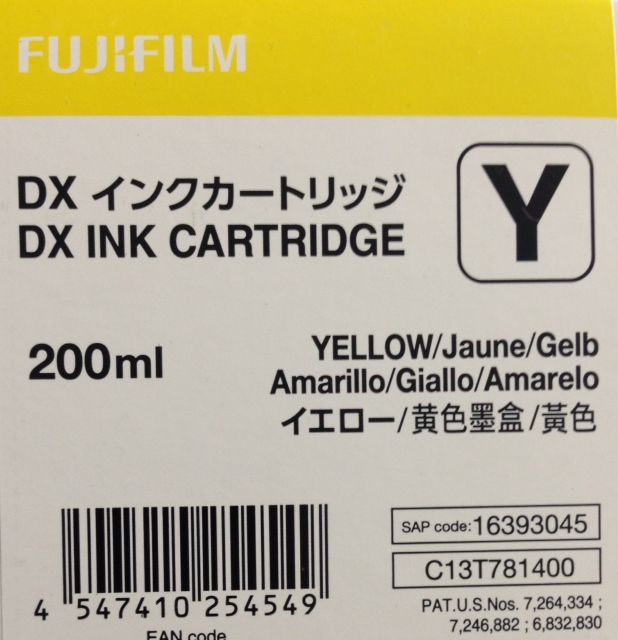 FUJIFILM
DX インクカートリッジ
DX INK CARTRIDGE
Y
200ml
YELLOW/Jaune/Gelb
Amarillo/Giallo/Amarelo
イエロー/黄色墨盒/黃色
SAP code: 16393045
C13T781400
4 547410 254549
EAN code
PAT.U.S.Nos. 7,264,334 ;
7,246,882 ; 6,832,830